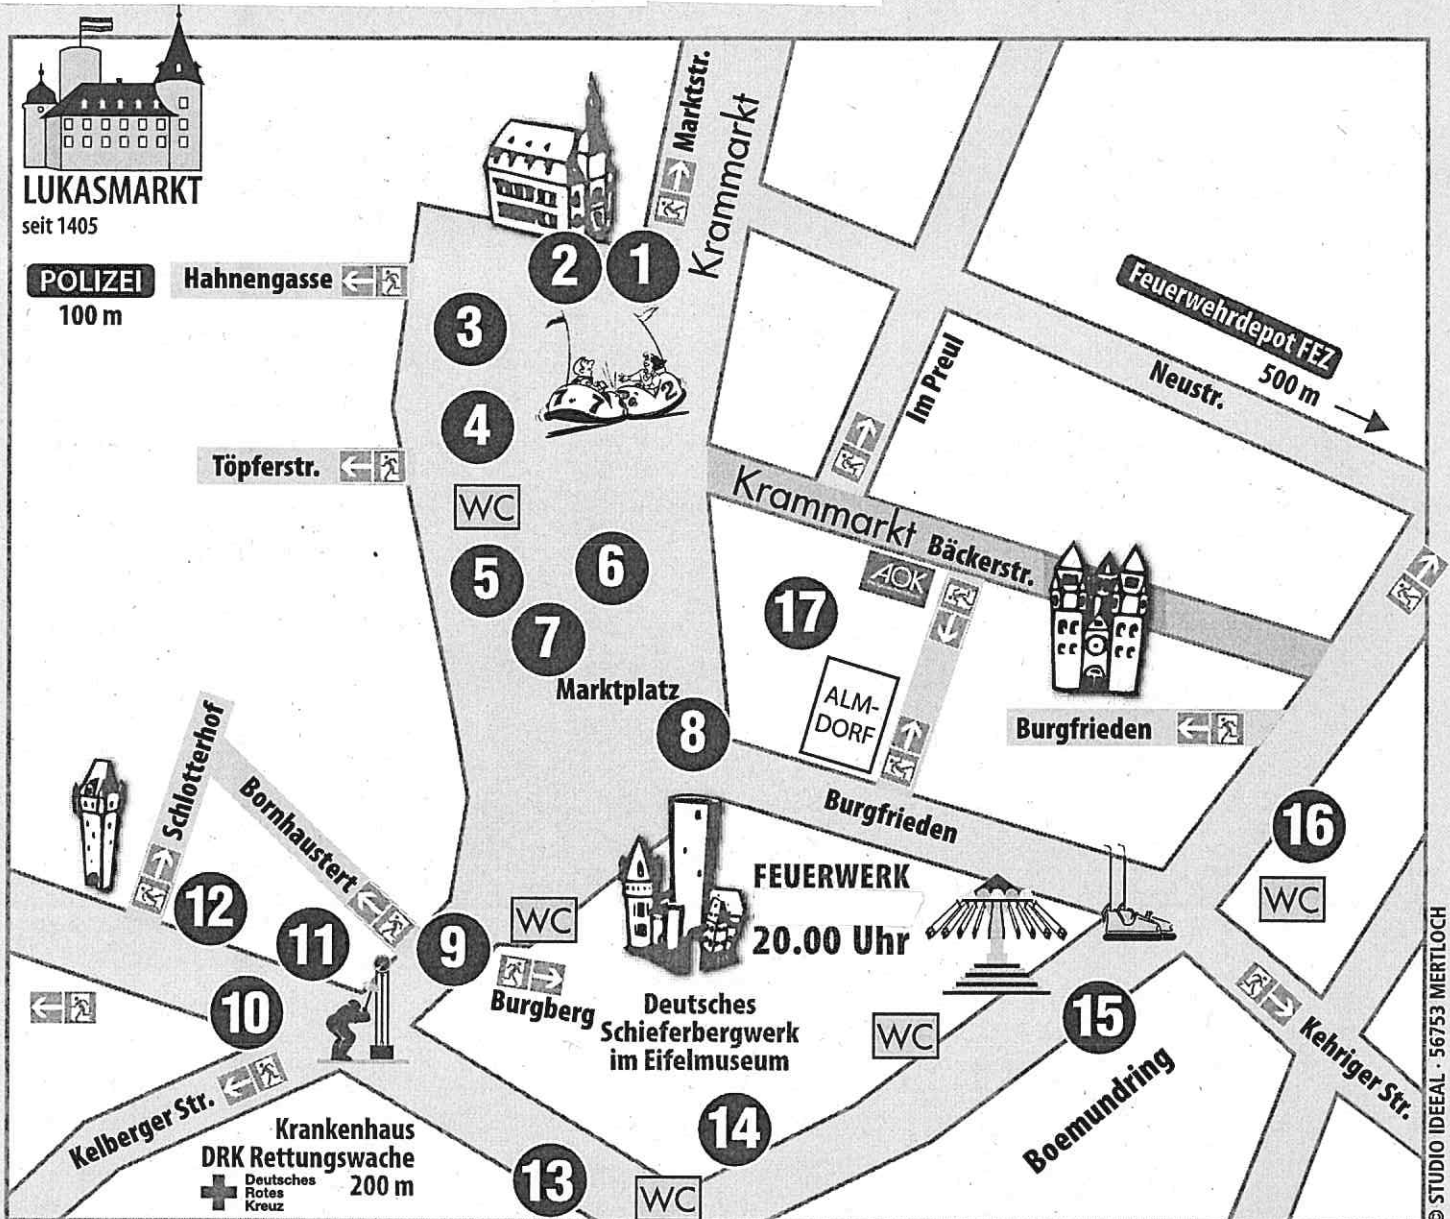 LUKASMARKT
seit 1405
POLIZEI
100 m
Hahnengasse
Töpferstr.
Marktstr.
Krammarkt
2
1
3
4
WC
5
6
7
Marktplatz
8
7
7
2
Im Preul
Feuerwehrdepot FEZ
500 m
Neustr.
Krammarkt
Bäckerstr.
AOK
17
ALM-
DORF
Burgfrieden
Burgfrieden
16
WC
Schlotterhof
Bornhaustert
12
11
10
9
WC
Burgberg
FEUERWERK
20.00 Uhr
Deutsches
Schieferbergwerk
im Eifelmuseum
WC
15
Boemundring
Kehriger Str.
Kelberger Str.
Krankenhaus
DRK Rettungswache
200 m
Deutsches
Rotes
Kreuz
13
14
WC
© STUDIO IDEEAL · 56753 MERTLOCH